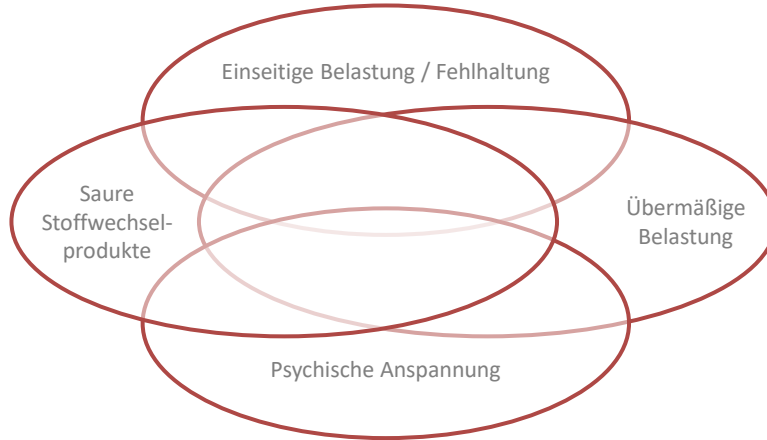 Einseitige Belastung / Fehlhaltung
Saure
Stoffwechsel-
produkte
Übermäßige
Belastung
Psychische Anspannung